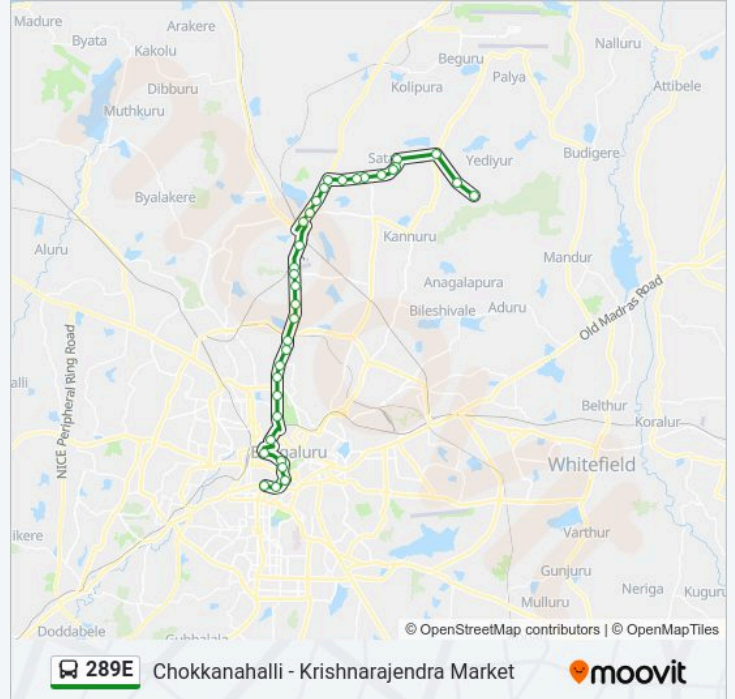 Madure
Arakere
Byata
Kakolu
Nalluru
Beguru
Palya
Attibele
Dibburu
Kolipura
Muthkuru
Yediyur
Budigere
Byalakere
Kannuru
Aluru
Mandur
Anagalapura
Bileshivale
Aduru
Old Madras Road
NICE Peripheral Ring Road
Belthur
Koralur
Whitefield
Varthur
Gunjuru
Neriga
Mulluru
Doddabele
© OpenStreetMap contributors | © OpenMapTiles
289E Chokkanahalli - Krishnarajendra Market
moovit